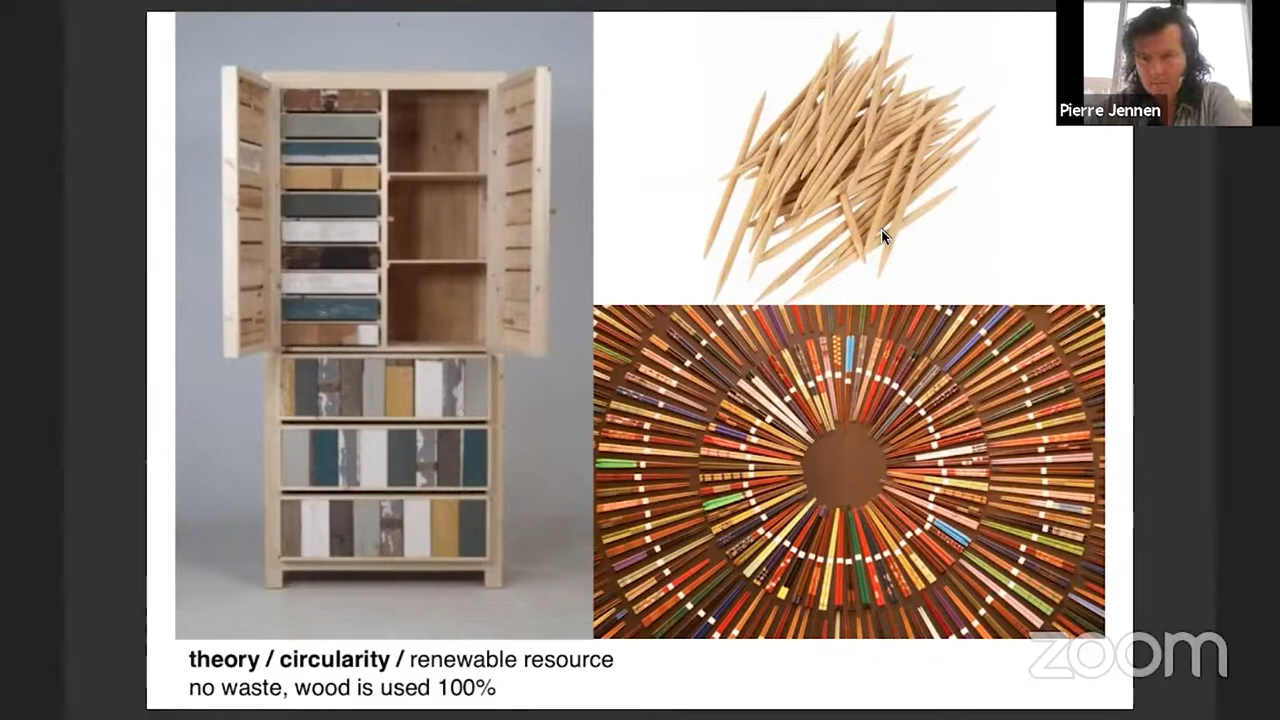 Pierre Jennen
theory / circularity / renewable resource
no waste, wood is used 100%
zoom